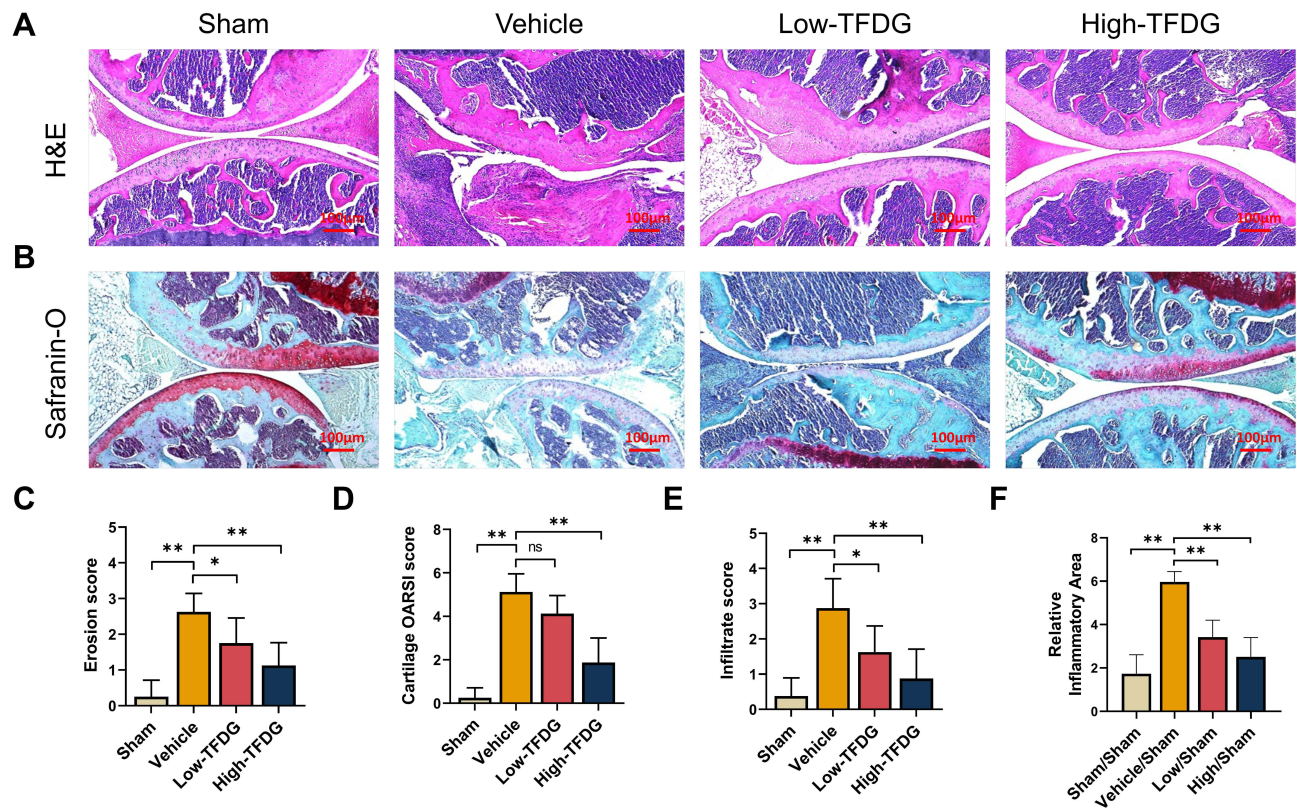 A
Sham
Vehicle
Low-TFDG
High-TFDG
H&E
100μm
100μm
100μm
100μm
B
Safranin-O
100μm
100μm
100μm
100μm
C
Erosion score
5
4
3
2
1
0
**
**
*
Sham
Vehicle
Low-TFDG
High-TFDG
D
Cartilage OARSI score
8
6
4
2
0
**
**
ns
Sham
Vehicle
Low-TFDG
High-TFDG
E
Infiltrate score
5
4
3
2
1
0
**
**
*
Sham
Vehicle
Low-TFDG
High-TFDG
F
Relative
Inflammatory Area
8
6
4
2
0
**
**
**
Sham/Sham
Vehicle/Sham
Low/Sham
High/Sham